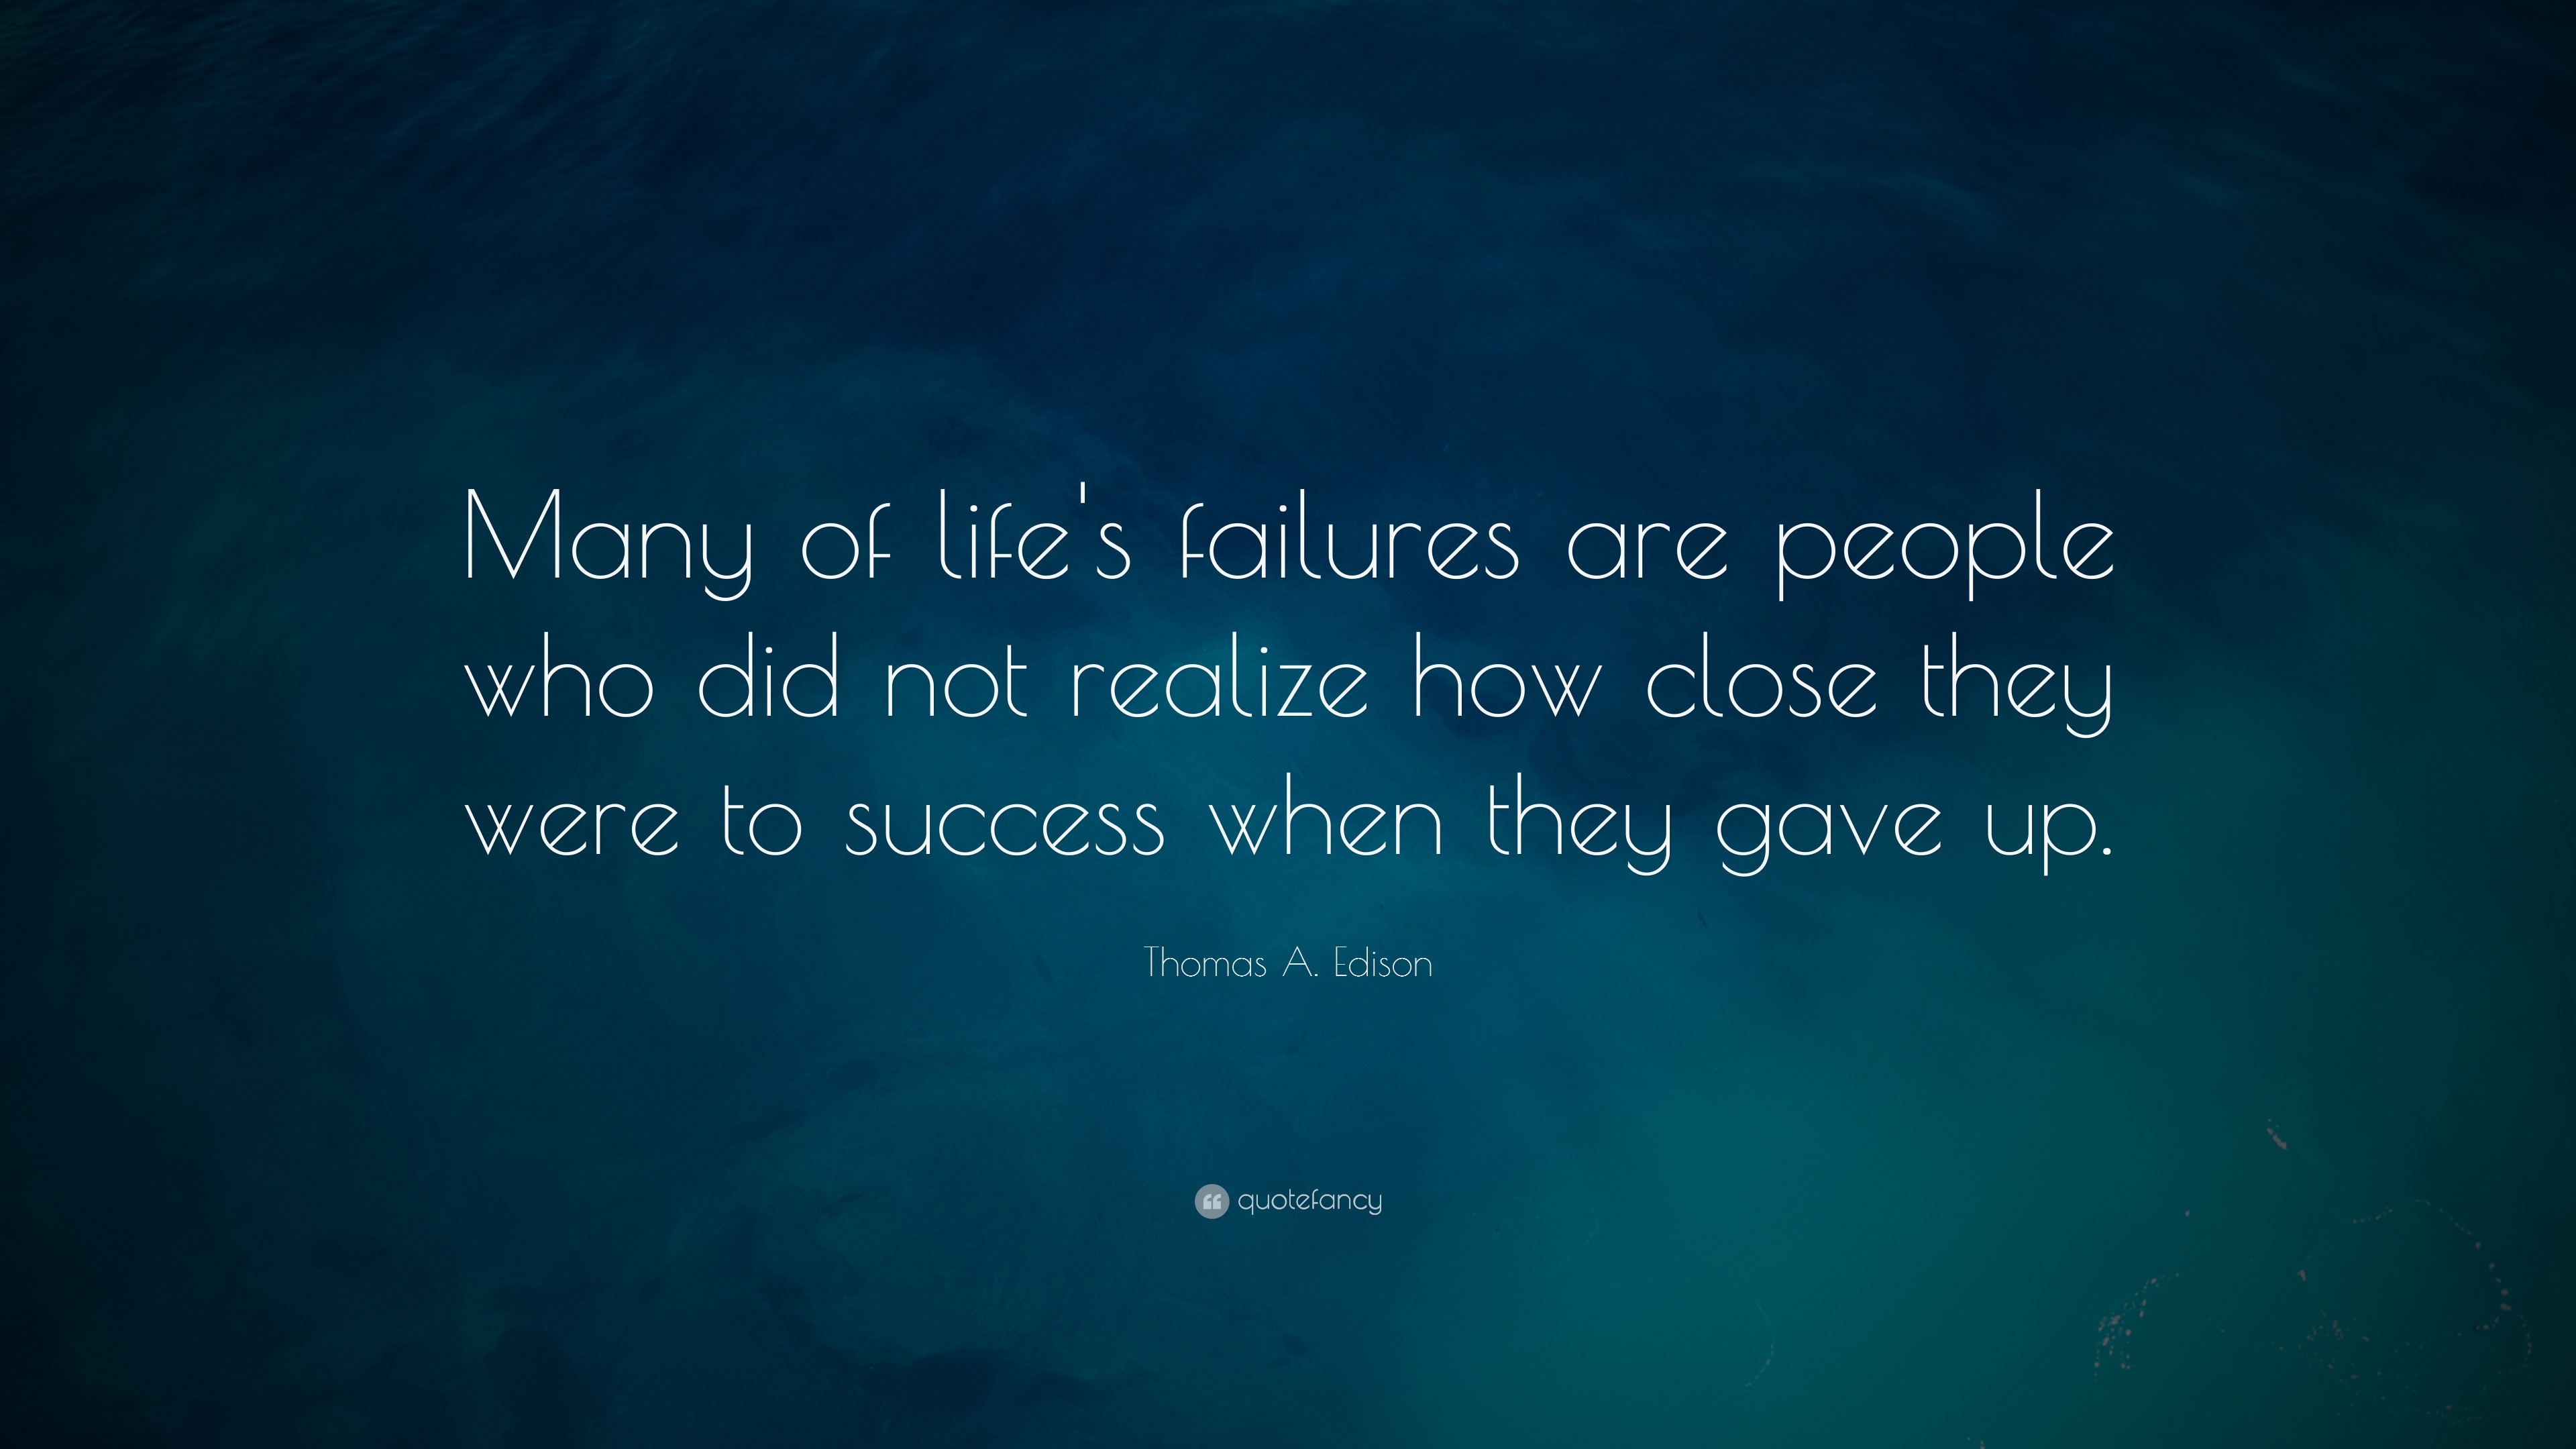 Many of life's failures are people
who did not realize how close they
were to success when they gave up.
Thomas A. Edison
quotefancy